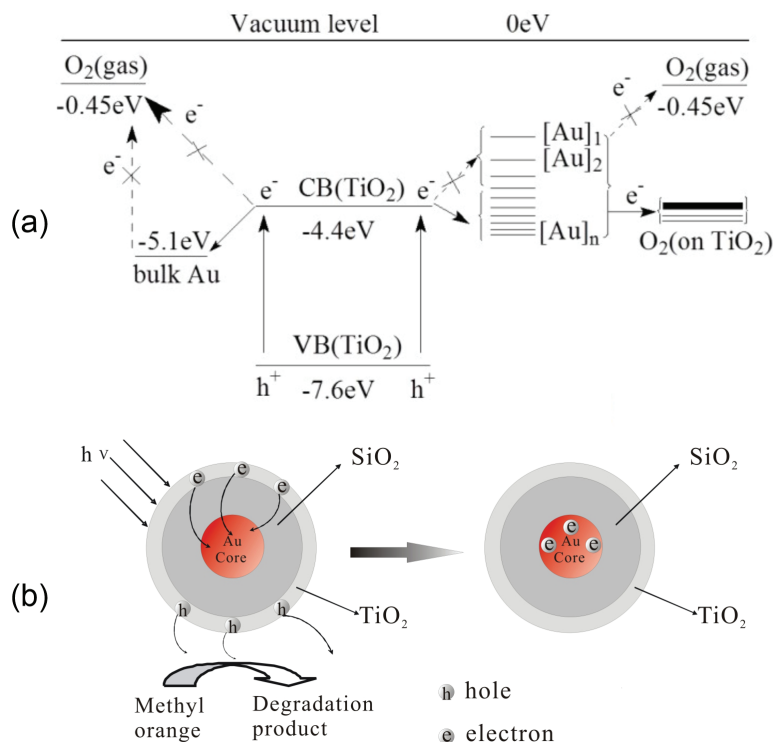 Vacuum level 0eV
O₂(gas) O₂(gas)
-0.45eV -0.45eV
e⁻ e⁻
[Au]₁
[Au]₂
e⁻ e⁻ CB(TiO₂) e⁻ e⁻
(a) -5.1eV -4.4eV [Au]ₙ
bulk Au O₂(on TiO₂)
VB(TiO₂)
h⁺ -7.6eV h⁺
(b)
h ν SiO₂ SiO₂
e e e
Au Core
e e e
Au Core
h h h
TiO₂ TiO₂
Methyl orange
Degradation product
h hole
e electron